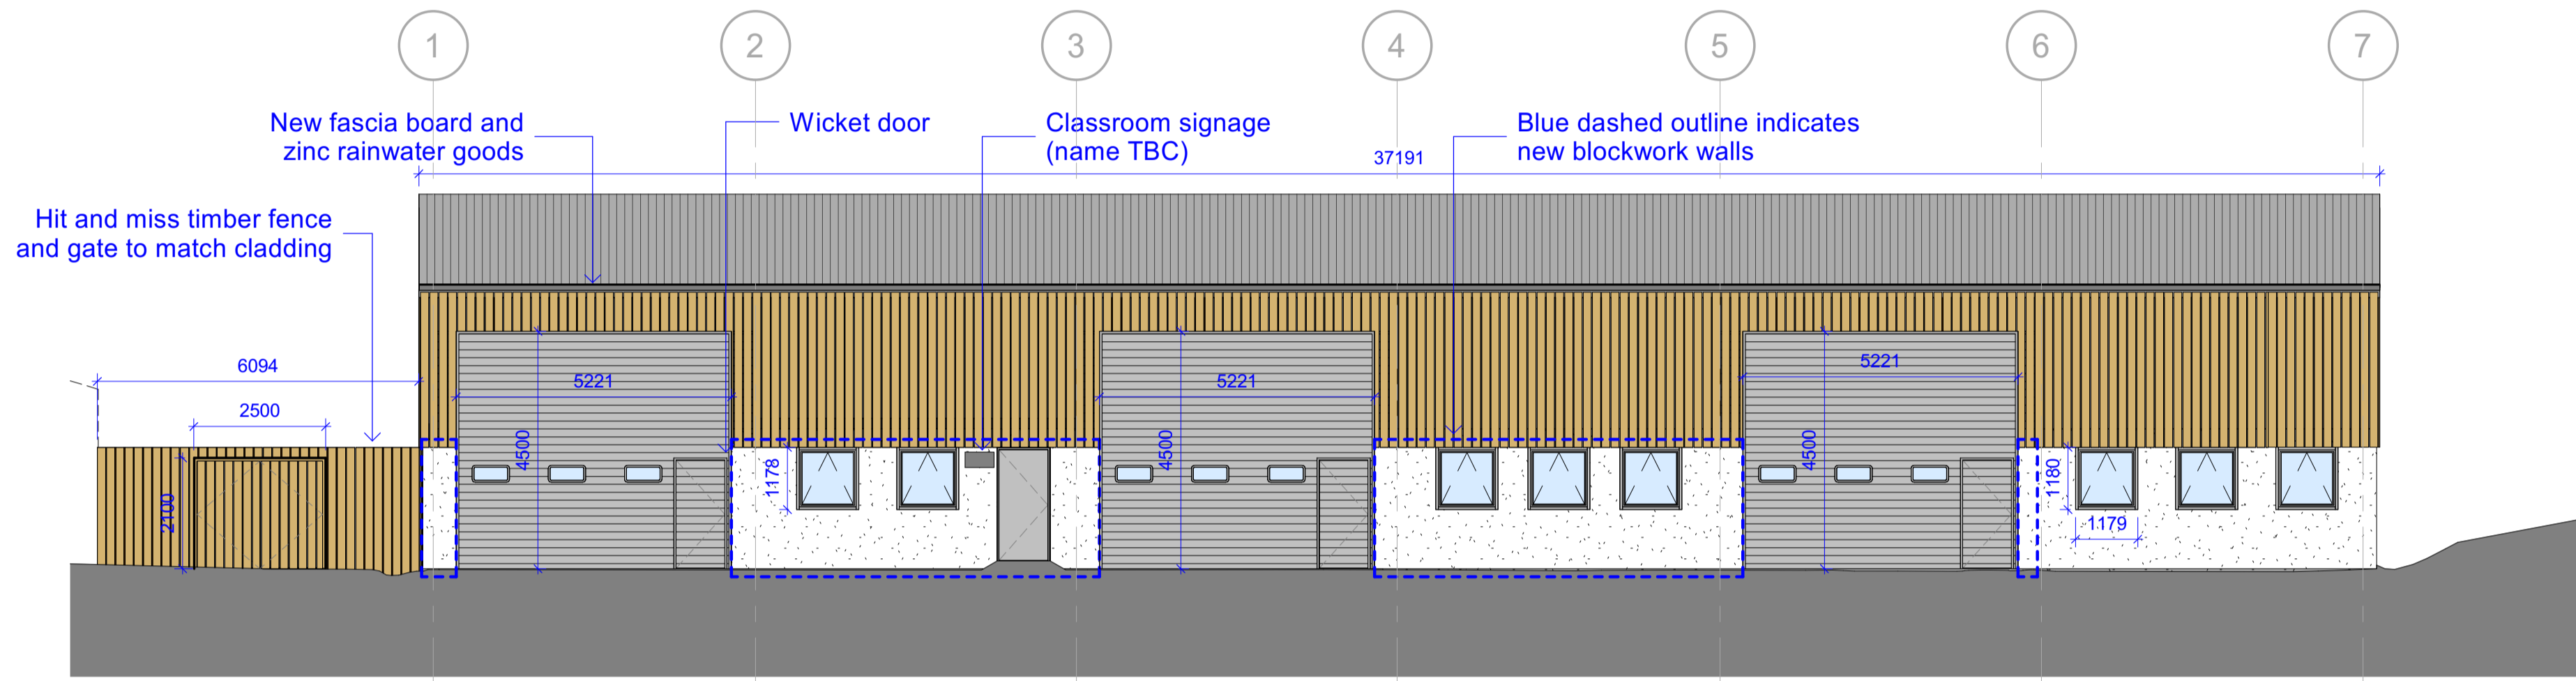 1
2
3
4
5
6
7
New fascia board and
zinc rainwater goods
Wicket door
Classroom signage
(name TBC)
Blue dashed outline indicates
new blockwork walls
37191
Hit and miss timber fence
and gate to match cladding
6094
2500
5221
5221
5221
4500
4500
4500
2100
1178
1180
1179